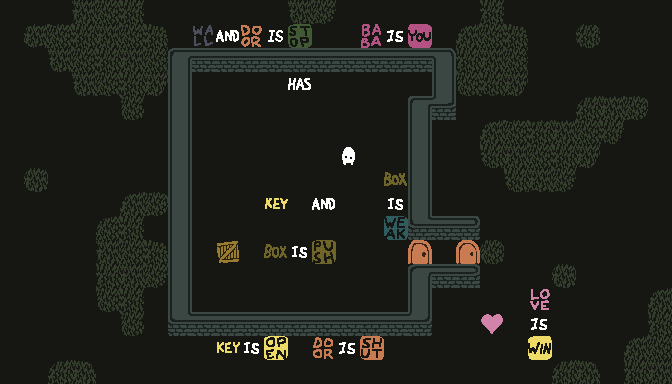 WALL AND DOOR IS STOP BABA IS YOU
HAS
BOX
KEY AND IS
WEAK
BOX IS PUSH
LOVE
IS
WIN
KEY IS OPEN DOOR IS SHUT